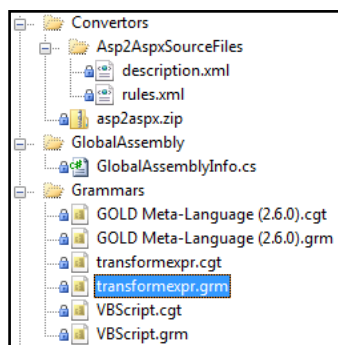 Convertors
Asp2AspxSourceFiles
description.xml
rules.xml
asp2aspx.zip
GlobalAssembly
GlobalAssemblyInfo.cs
Grammars
GOLD Meta-Language (2.6.0).cgt
GOLD Meta-Language (2.6.0).grm
transformexpr.cgt
transformexpr.grm
VBScript.cgt
VBScript.grm